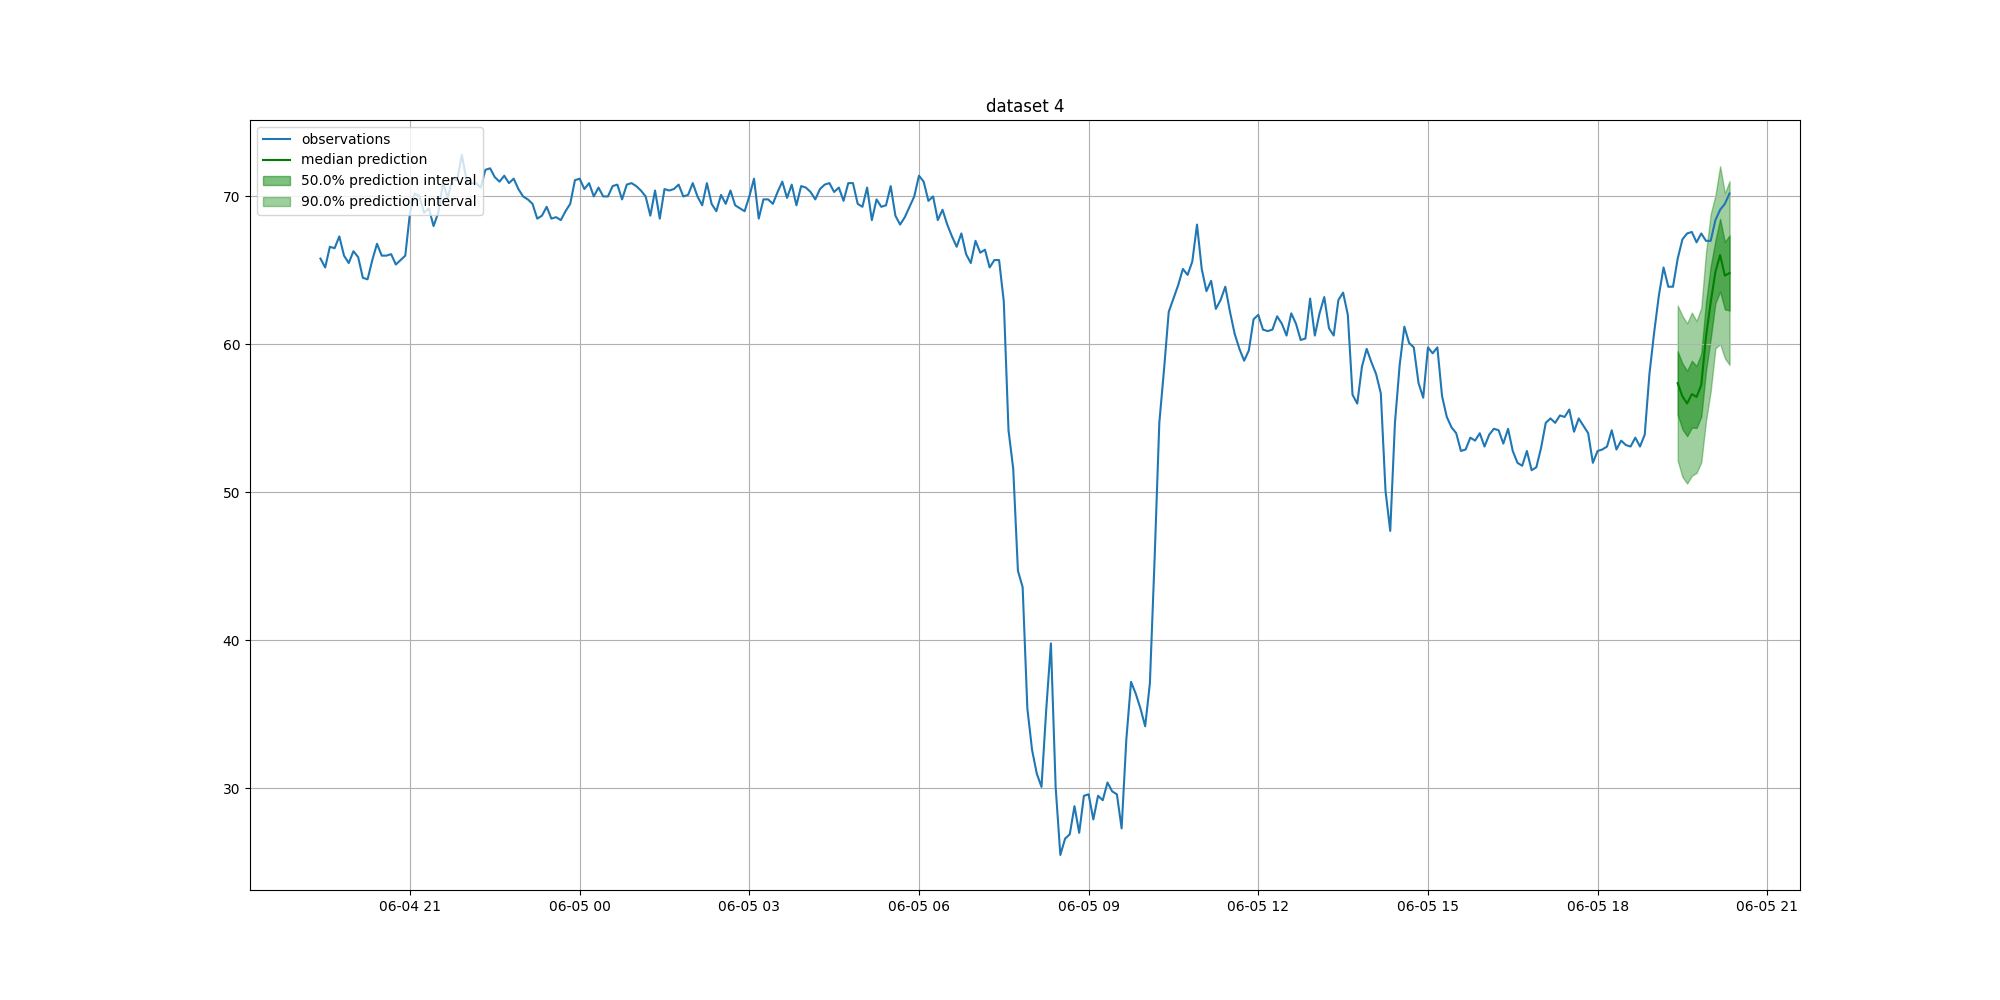 dataset 4
observations
median prediction
50.0% prediction interval
90.0% prediction interval
70
60
50
40
30
06-04 21
06-05 00
06-05 03
06-05 06
06-05 09
06-05 12
06-05 15
06-05 18
06-05 21